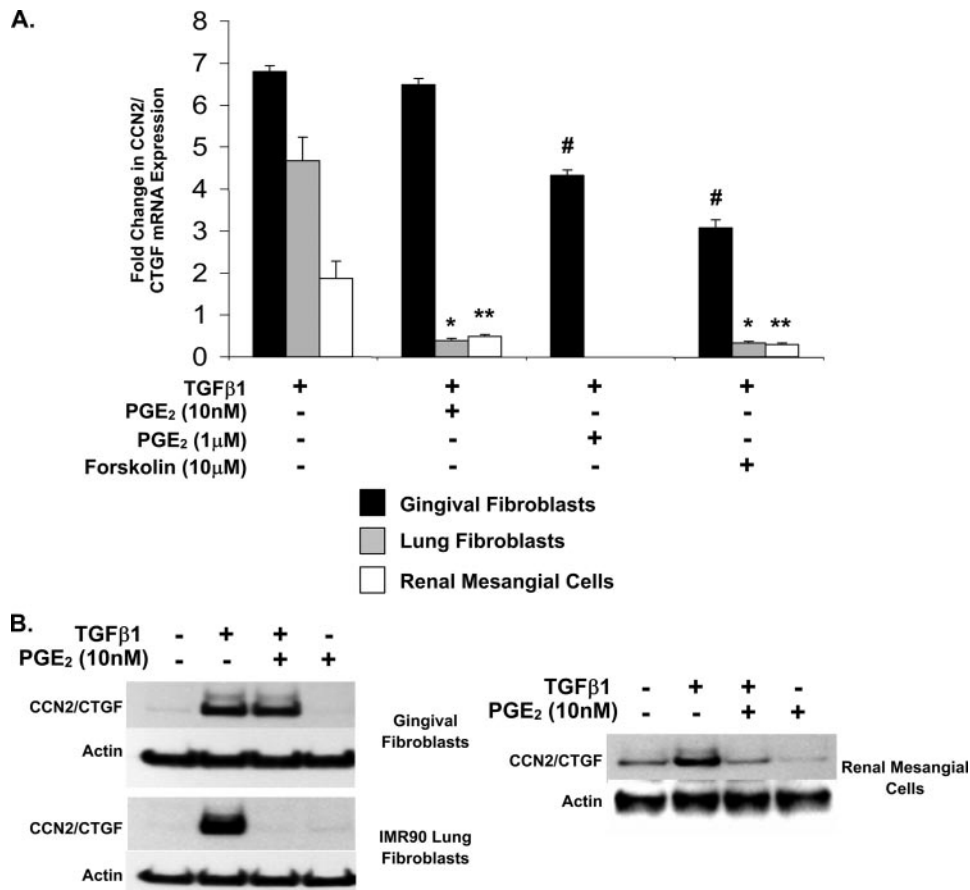 A.
Fold Change in CCN2/
CTGF mRNA Expression
8
7
6
5
4
3
2
1
0
#
#
* **
* **
TGFβ1 + + + +
PGE₂ (10nM) - + - -
PGE₂ (1μM) - - + -
Forskolin (10μM) - - - +
Gingival Fibroblasts
Lung Fibroblasts
Renal Mesangial Cells
B.
TGFβ1 - + + -
PGE₂ (10nM) - - + +
CCN2/CTGF
Actin
Gingival
Fibroblasts
CCN2/CTGF
Actin
IMR90 Lung
Fibroblasts
TGFβ1 - + + -
PGE₂ (10nM) - - + +
CCN2/CTGF
Actin
Renal Mesangial
Cells